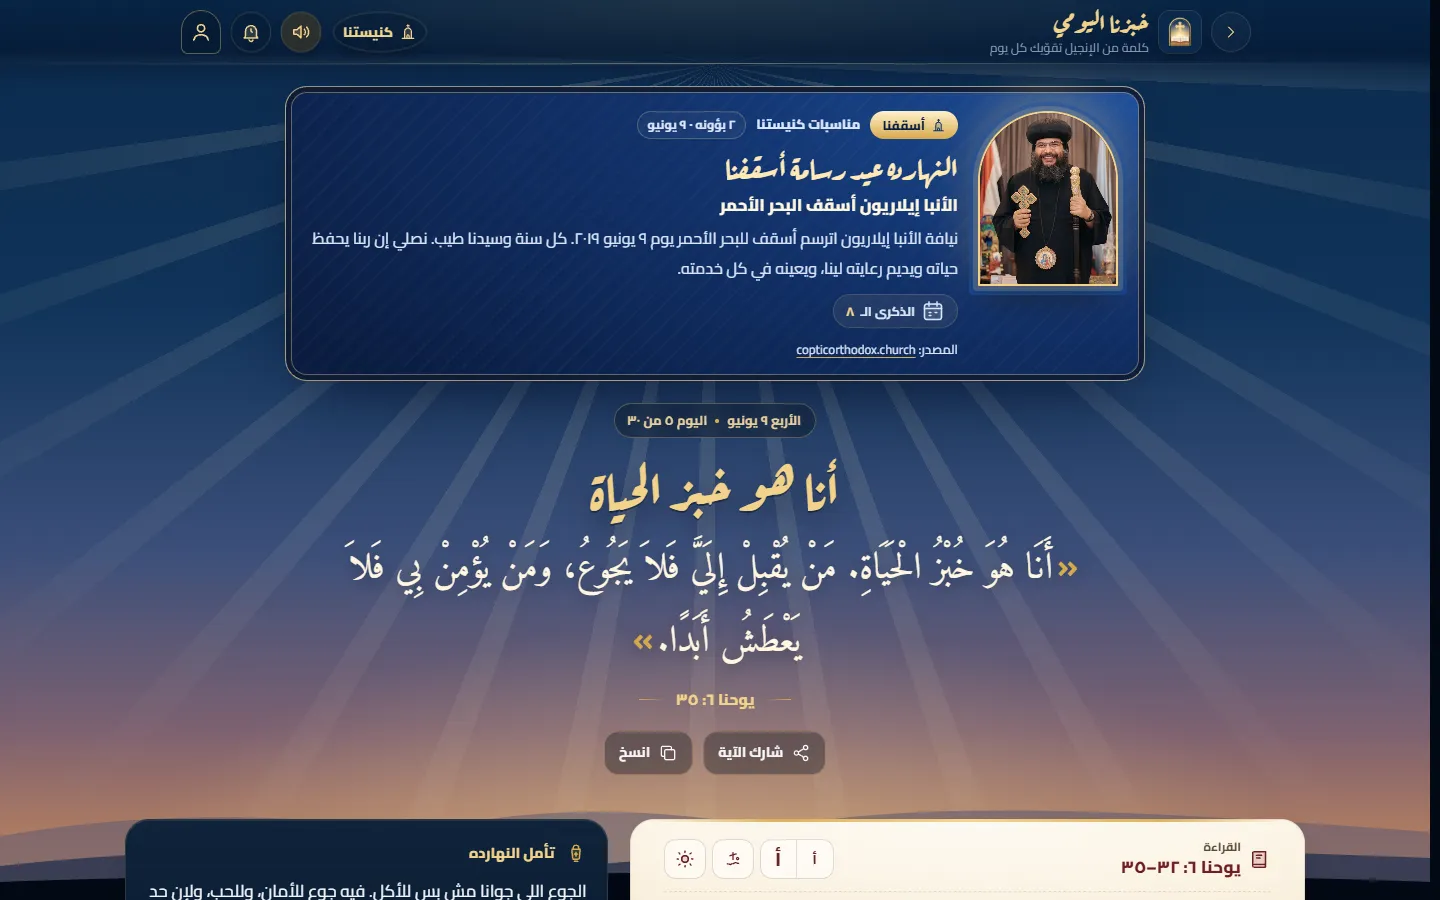 خبزنا اليومي
كلمة من الإنجيل تقوّيك كل يوم
كنيستنا
أسقفنا
مناسبات كنيستنا
٢ بؤونه - ٩ يونيو
النهارده عيد رسامة أسقفنا
الأنبا إيلاريون أسقف البحر الأحمر
نيافة الأنبا إيلاريون اترسم أسقف للبحر الأحمر يوم ٩ يونيو ٢٠١٩. كل سنة وسيدنا طيب. نصلي إن ربنا يحفظ
حياته ويديم رعايته لينا، ويعينه في كل خدمته.
الذكرى الـ ٨
المصدر: copticorthodox.church
الأربع ٩ يونيو • اليوم ٥ من ٣٠
أنا هو خبز الحياة
«أَنَا هُوَ خُبْزُ الْحَيَاةِ. مَنْ يُقْبِلْ إِلَيَّ فَلاَ يَجُوعُ، وَمَنْ يُؤْمِنْ بِي فَلاَ
يَعْطَشُ أَبَدًا.»
يوحنا ٦: ٣٥
شارك الآية
انسخ
القراءة
يوحنا ٦: ٣٢–٣٥
أ
أ
تأمل النهارده
الجوع اللي جوانا مش بس للأكل. فيه جوع للأمان، وللحب، ولإن حد